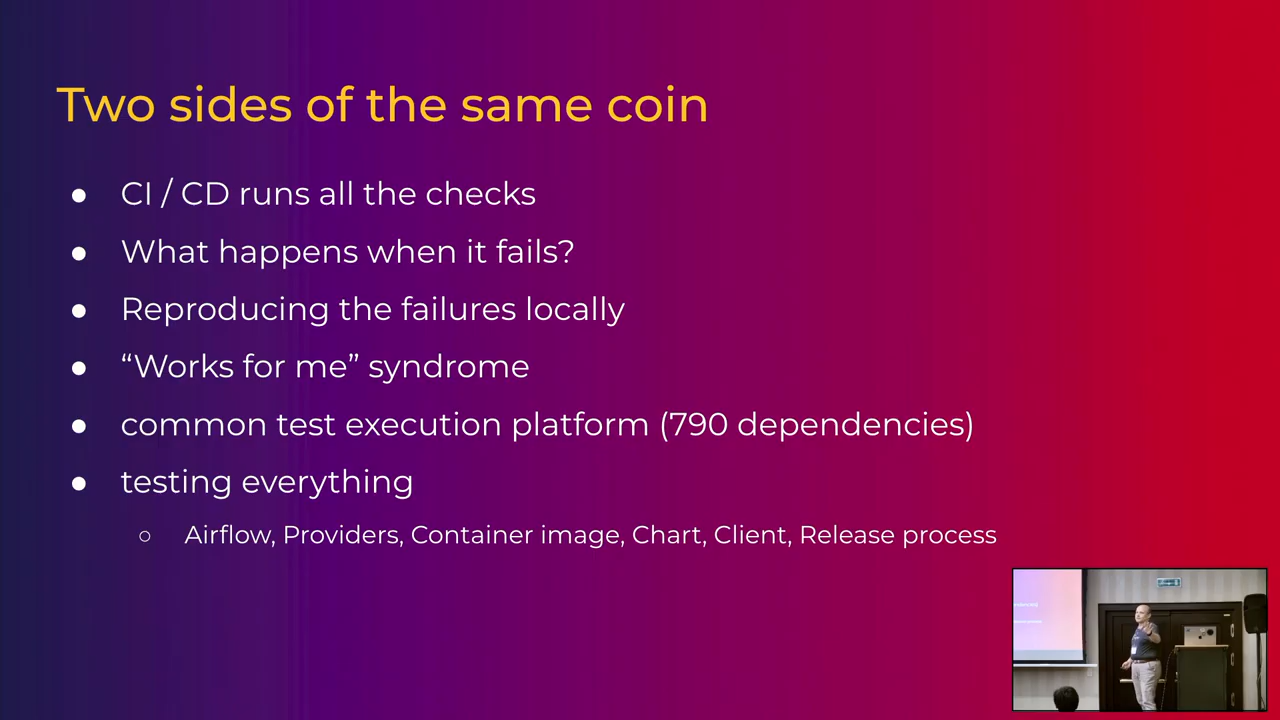 Two sides of the same coin
● CI / CD runs all the checks
● What happens when it fails?
● Reproducing the failures locally
● “Works for me” syndrome
● common test execution platform (790 dependencies)
● testing everything
○ Airflow, Providers, Container image, Chart, Client, Release process